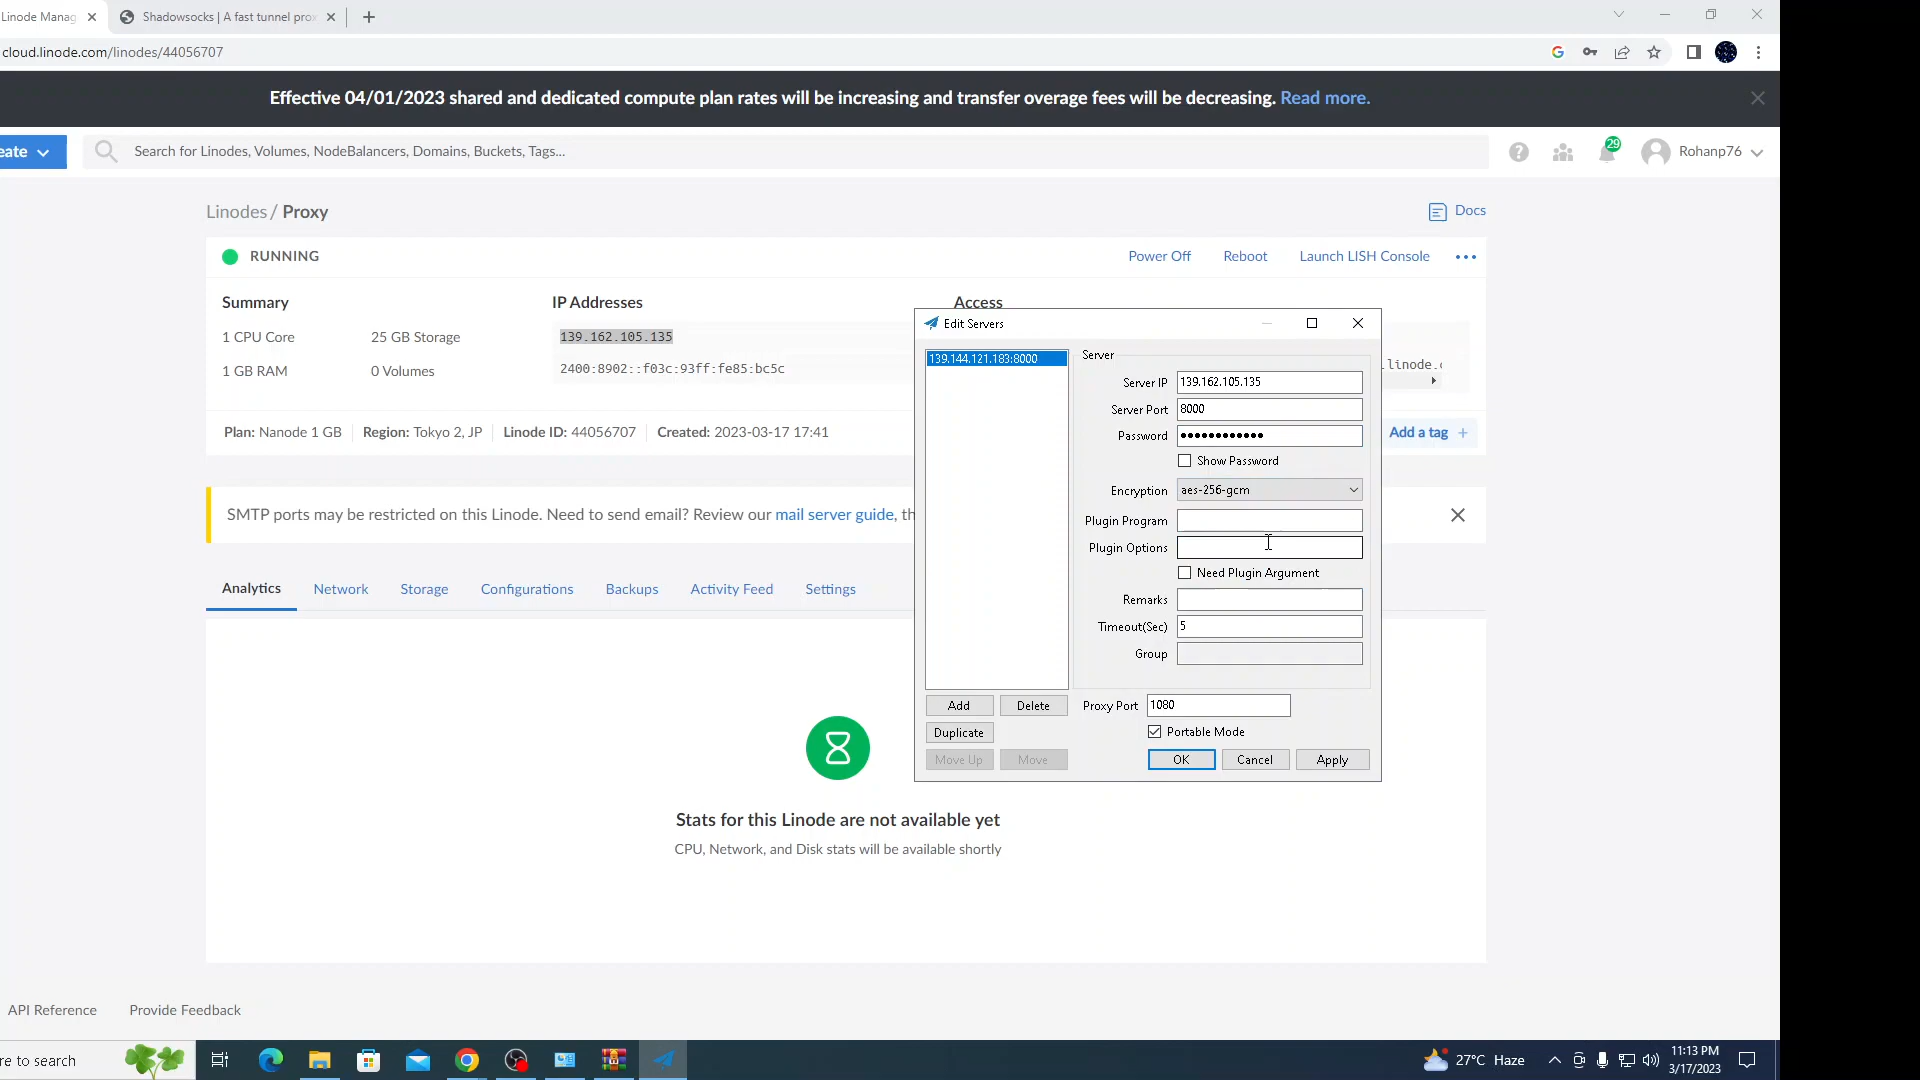 Linode Manag
Shadowsocks | A fast tunnel prox
cloud.linode.com/linodes/44056707
Effective 04/01/2023 shared and dedicated compute plan rates will be increasing and transfer overage fees will be decreasing. Read more.
eate
Search for Linodes, Volumes, NodeBalancers, Domains, Buckets, Tags...
29
Rohanp76
Linodes / Proxy
Docs
RUNNING
Power Off
Reboot
Launch LISH Console
Summary
IP Addresses
Access
1 CPU Core
25 GB Storage
139.162.105.135
1 GB RAM
0 Volumes
2400:8902::f03c:93ff:fe85:bc5c
.linode.c
Plan: Nanode 1 GB
Region: Tokyo 2, JP
Linode ID: 44056707
Created: 2023-03-17 17:41
Add a tag +
SMTP ports may be restricted on this Linode. Need to send email? Review our mail server guide, th
Analytics
Network
Storage
Configurations
Backups
Activity Feed
Settings
Stats for this Linode are not available yet
CPU, Network, and Disk stats will be available shortly
API Reference
Provide Feedback
Edit Servers
139.144.121.183:8000
Server
Server IP
139.162.105.135
Server Port
8000
Password
Show Password
Encryption
aes-256-gcm
Plugin Program
Plugin Options
Need Plugin Argument
Remarks
Timeout(Sec)
5
Group
Add
Delete
Proxy Port
1080
Duplicate
Portable Mode
Move Up
Move
OK
Cancel
Apply
re to search
27°C Haze
11:13 PM
3/17/2023